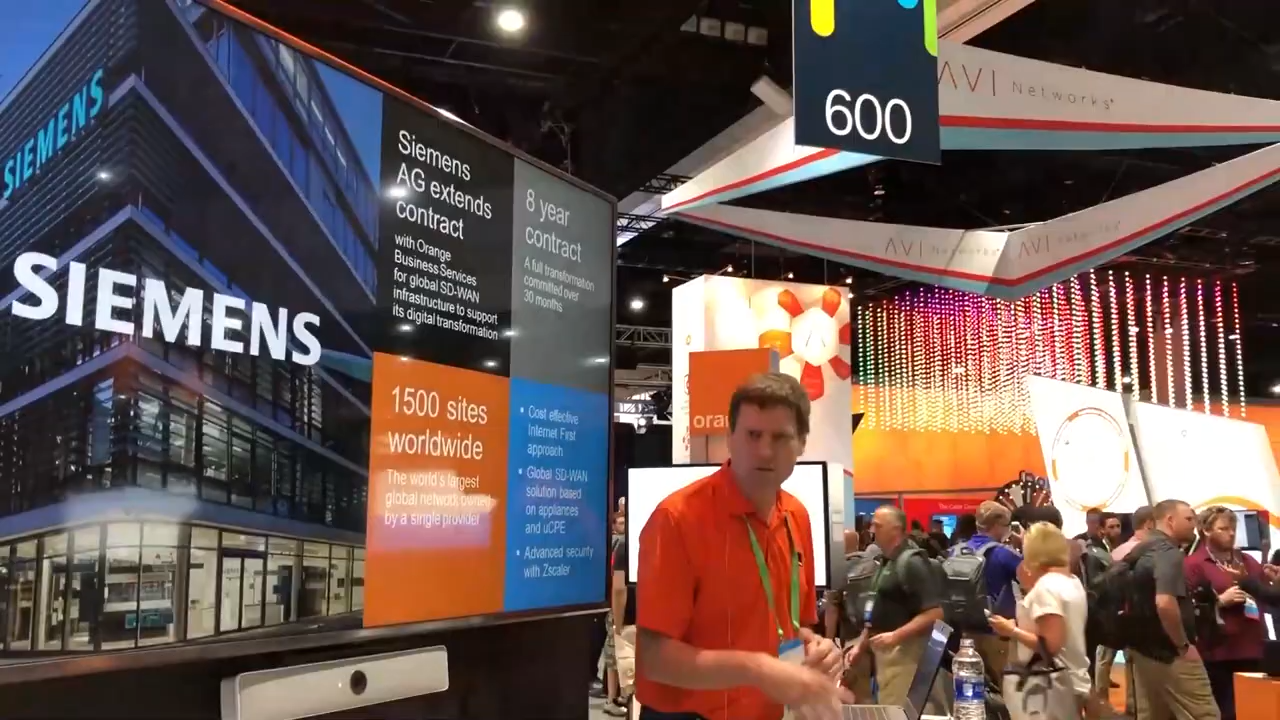 SIEMENS
SIEMENS
Siemens
AG extends
contract
with Orange
Business Services
for global SD-WAN
infrastructure to support
its digital transformation
8 year
contract
A full transformation
committed over
30 months
1500 sites
worldwide
The world's largest
global network owned
by a single provider
• Cost effective
Internet First
approach
• Global SD-WAN
solution based
on appliances
and uCPE
• Advanced security
with Zscaler
600
AVI Networks
AVI Networks
AVI Networks
oran